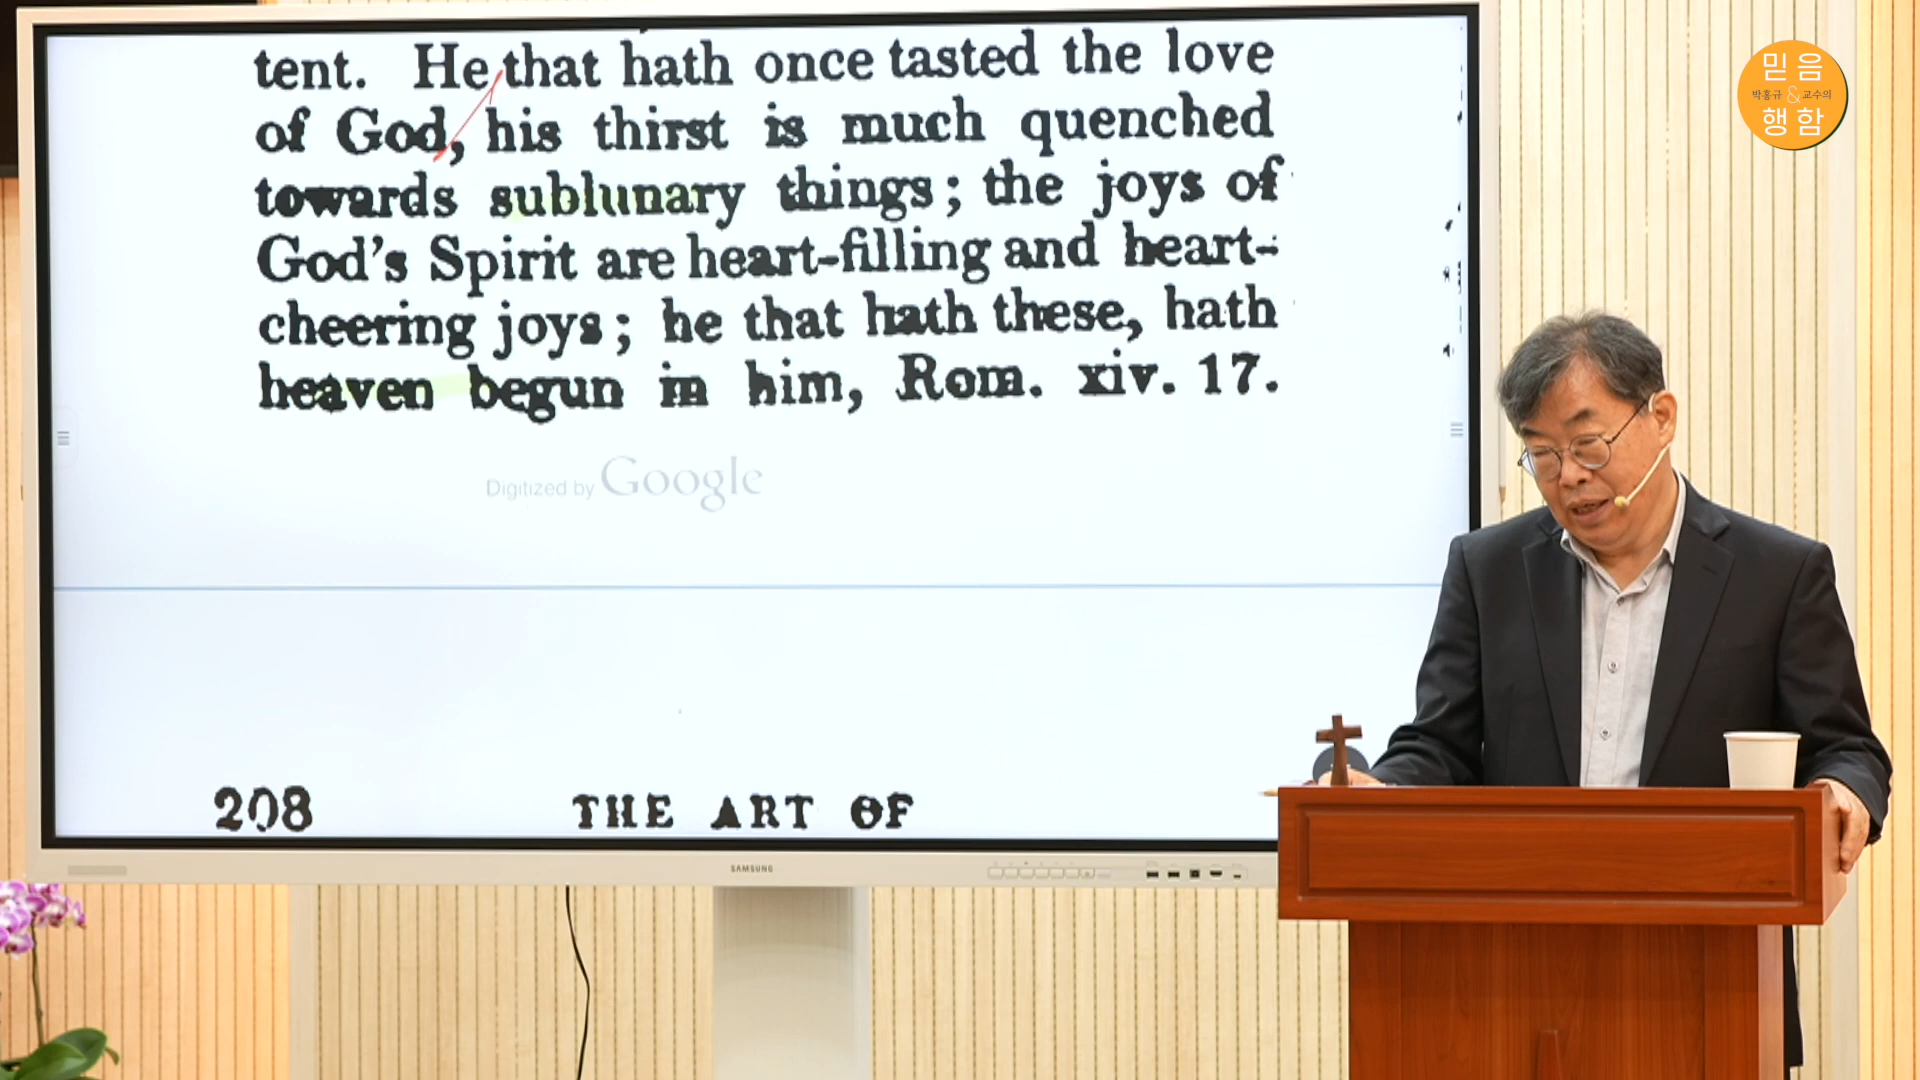 tent. He that hath once tasted the love
of God, his thirst is much quenched
towards sublunary things; the joys of
God's Spirit are heart-filling and heart-
cheering joys; he that hath these, hath
heaven begun in him, Rom. xiv. 17.
Digitized by Google
208 THE ART OF
SAMSUNG
믿음
박홍규 & 교수의
행함